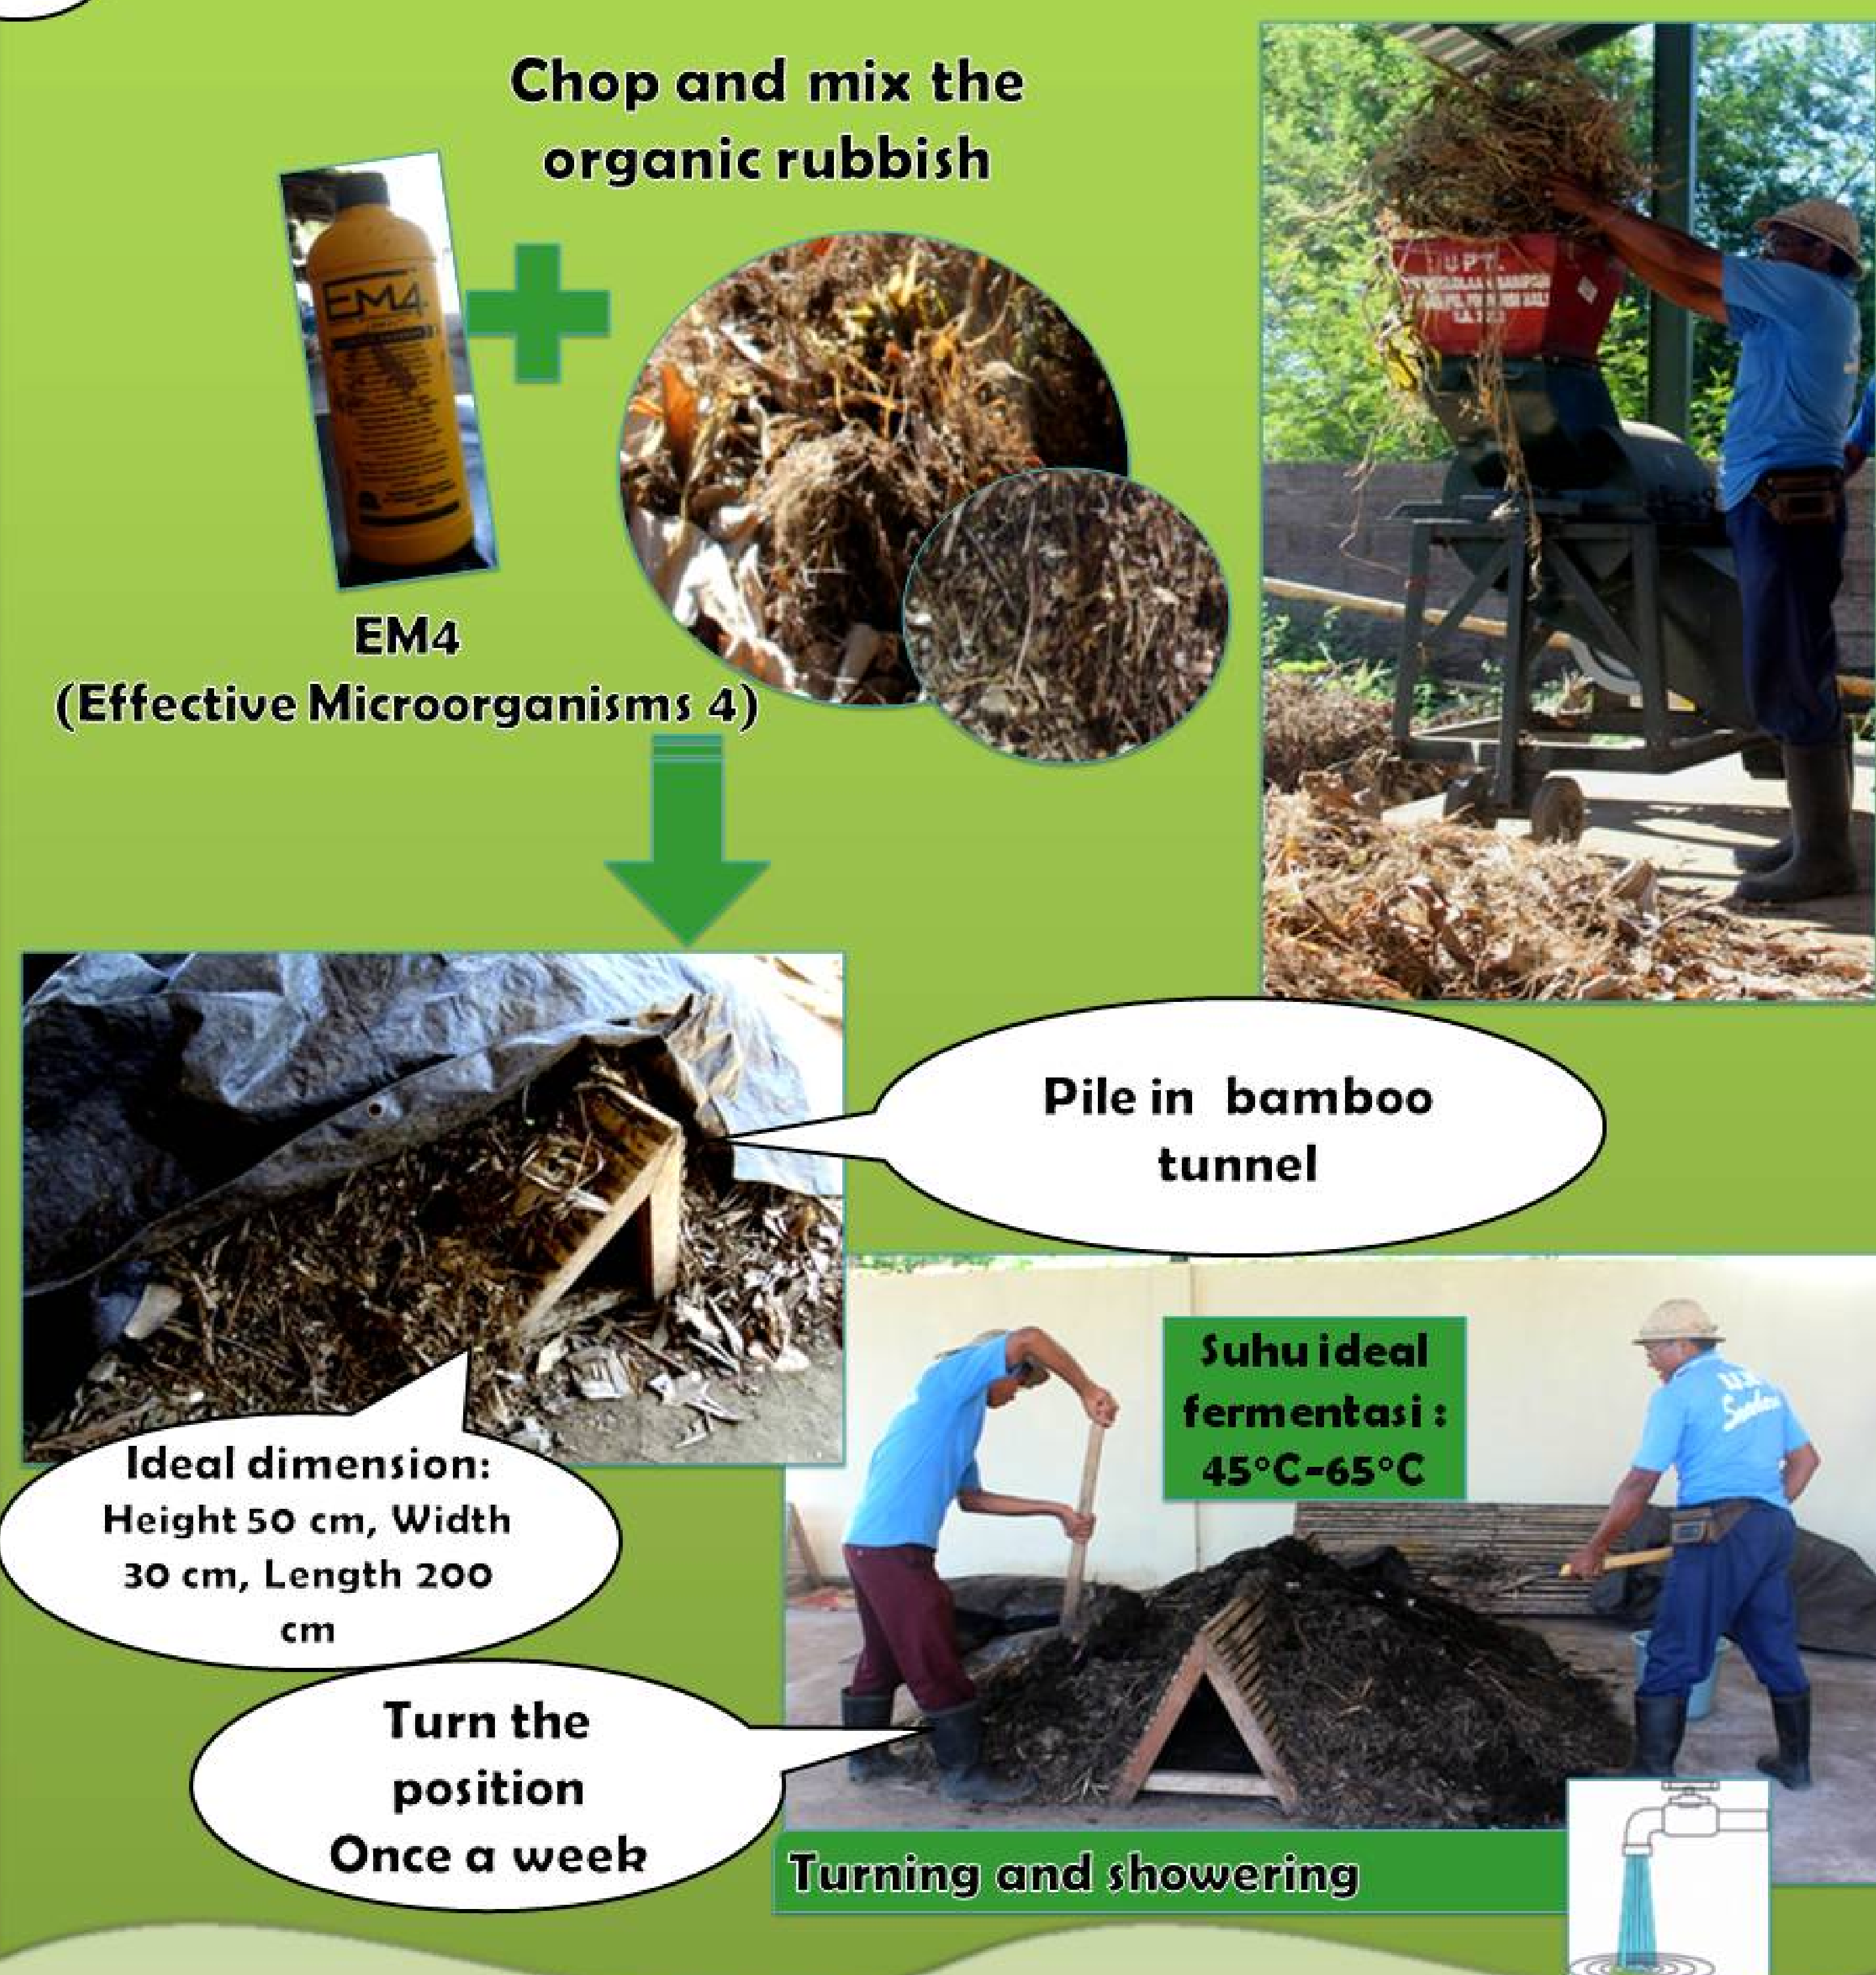 Chop and mix the
organic rubbish
EM4
U P T.
EM4
(Effective Microorganisms 4)
Pile in bamboo
tunnel
Suhu ideal
fermentasi :
45°C-65°C
Ideal dimension:
Height 50 cm, Width
30 cm, Length 200
cm
Turn the
position
Once a week
Turning and showering